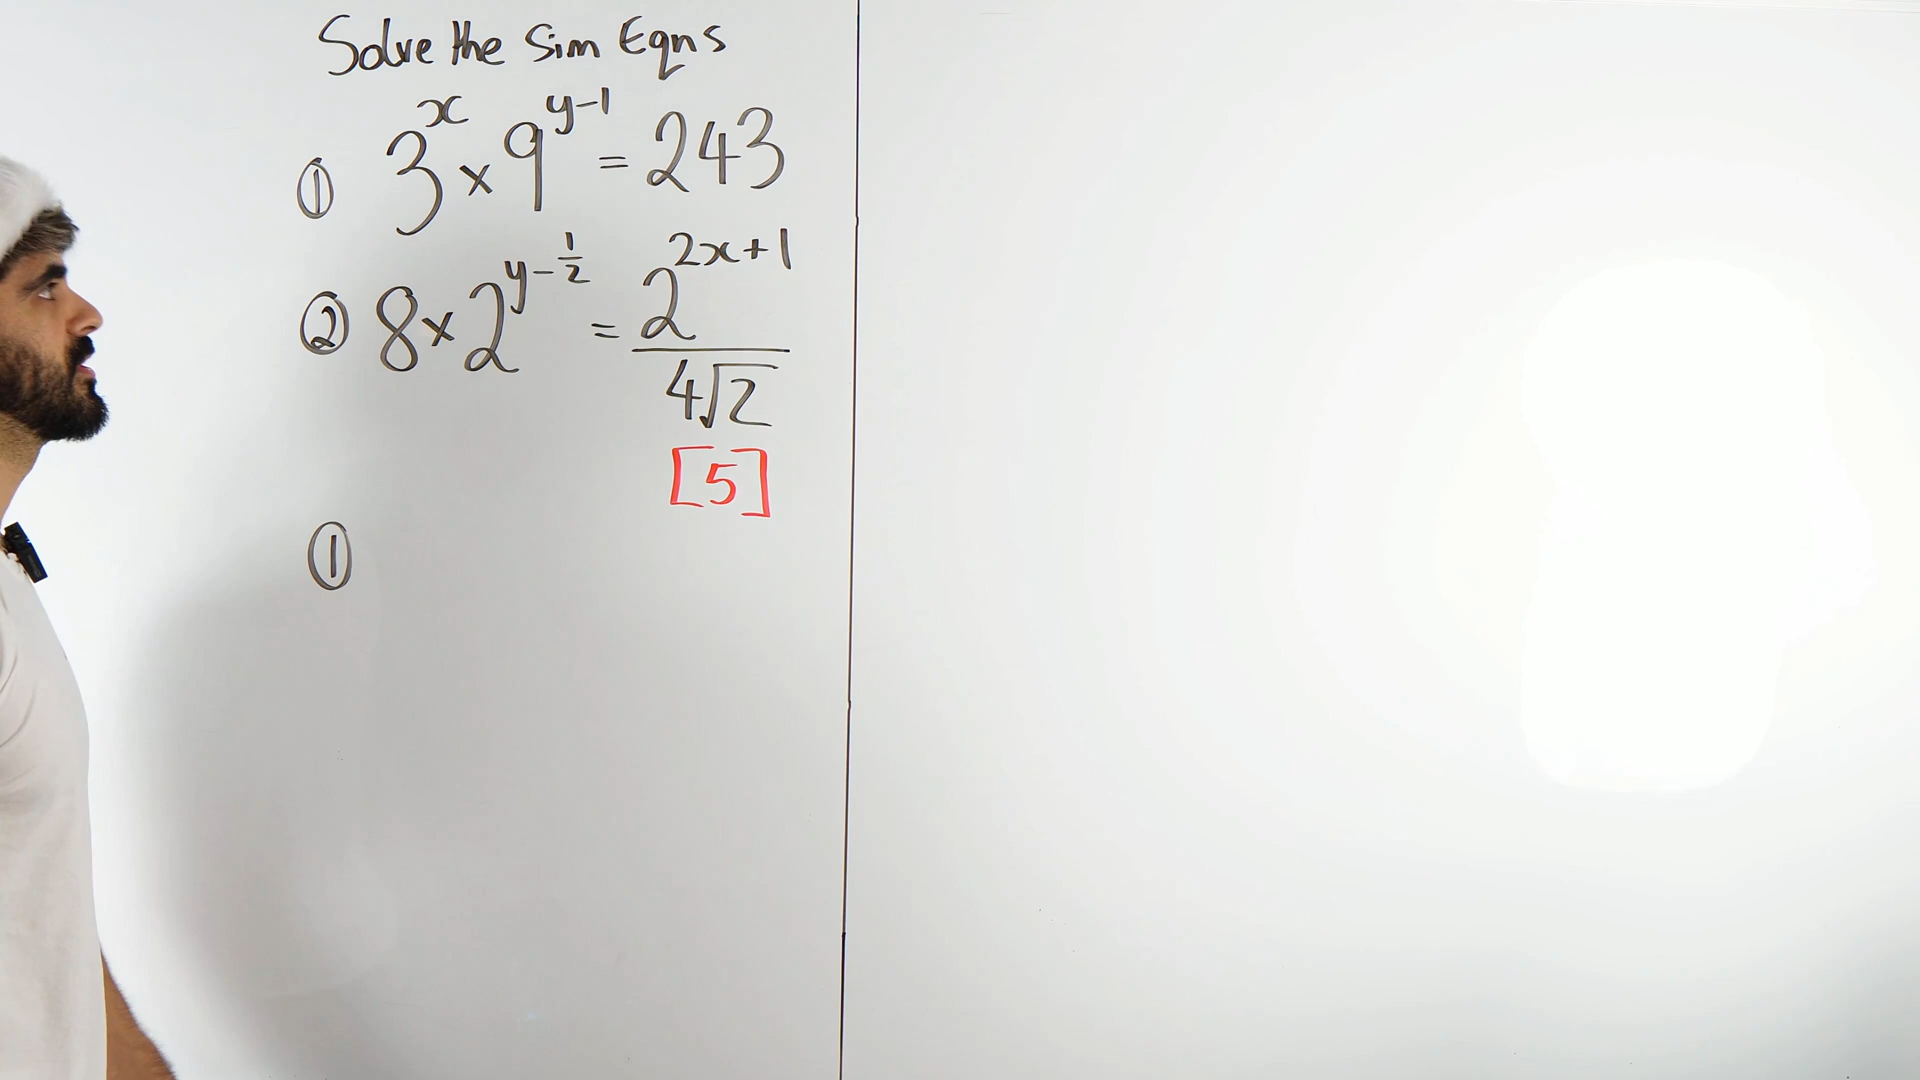 Solve the Sim Eqns
① 3^x × 9^(y-1) = 243
② 8 × 2^(y-1/2) = 2^(2x+1) / 4√2
[5]
①